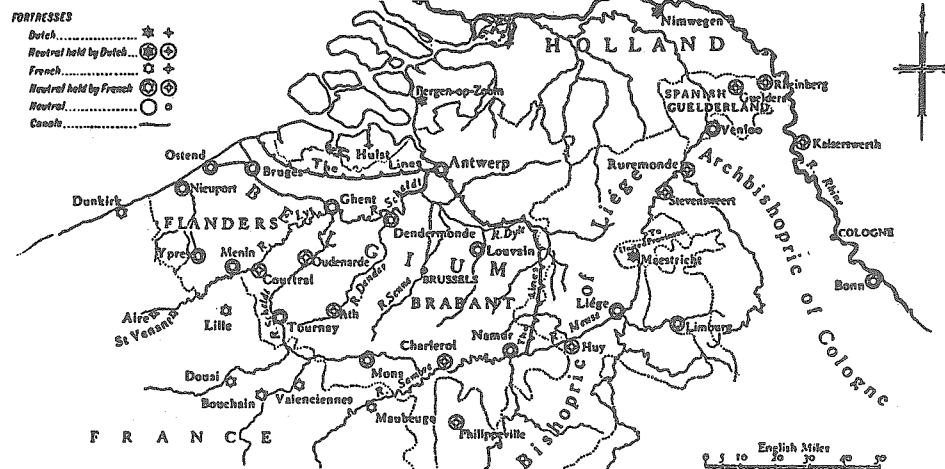 FORTRESSES
Dutch
Neutral held by Dutch
French
Neutral held by French
Neutral
Canals
Nimwegen
HOLLAND
Bergen-op-Zoom
SPANISH
GUELDERLAND
Guelders
Rheinberg
Venloo
Kaiserswerth
Hulst
The Lines
Ostend
Bruges
Antwerp
Ruremonde
Archbishopric of Cologne
R. Rhine
Nieuport
Dunkirk
Ghent
R. Scheldt
Stevensweert
FLANDERS
R. Lys
Dendermonde
R. Dyle
Liége
COLOGNE
Ypres
Menin
Courtrai
Oudenarde
BELGIUM
Louvain
To
Maestricht
BRUSSELS
R. Dender
R. Senne
BRABANT
Bonn
Aire
St Venant
Lille
R. Scheldt
Tourney
Ath
The Lines
Liége
R. Meuse
Limburg
Charleroi
Namur
Huy
Mons
R. Sambre
Douai
Bouchain
Valenciennes
Maubeuge
Philippeville
Bishopric of
FRANCE
English Miles
0 5 10 20 30 40 50